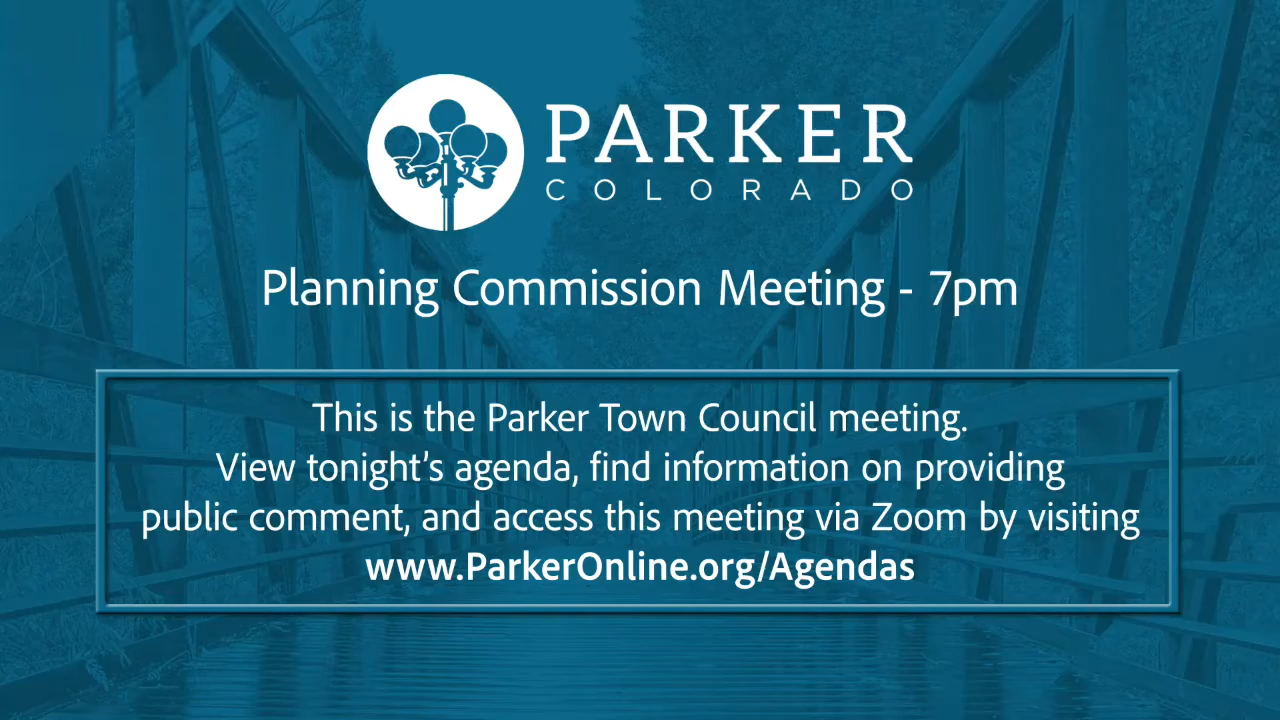 PARKER
COLORADO
Planning Commission Meeting - 7pm
This is the Parker Town Council meeting.
View tonight’s agenda, find information on providing
public comment, and access this meeting via Zoom by visiting
www.ParkerOnline.org/Agendas